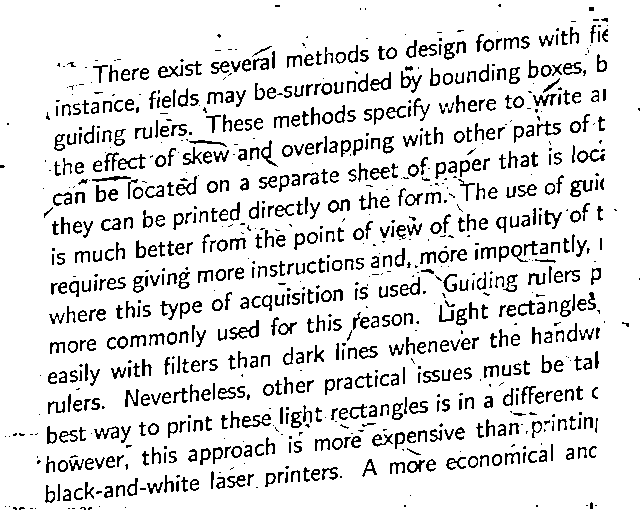 There exist several methods to design forms with fie
instance, fields may be surrounded by bounding boxes, b
guiding rulers. These methods specify where to write a
the effect of skew and overlapping with other parts of t
can be located on a separate sheet of paper that is loca
they can be printed directly on the form. The use of guid
is much better from the point of view of the quality of t
requires giving more instructions and, more importantly,
where this type of acquisition is used. Guiding rulers p
more commonly used for this reason. Light rectangles
easily with filters than dark lines whenever the handwr
rulers. Nevertheless, other practical issues must be tak
best way to print these light rectangles is in a different c
however, this approach is more expensive than printing
black-and-white laser printers. A more economical and